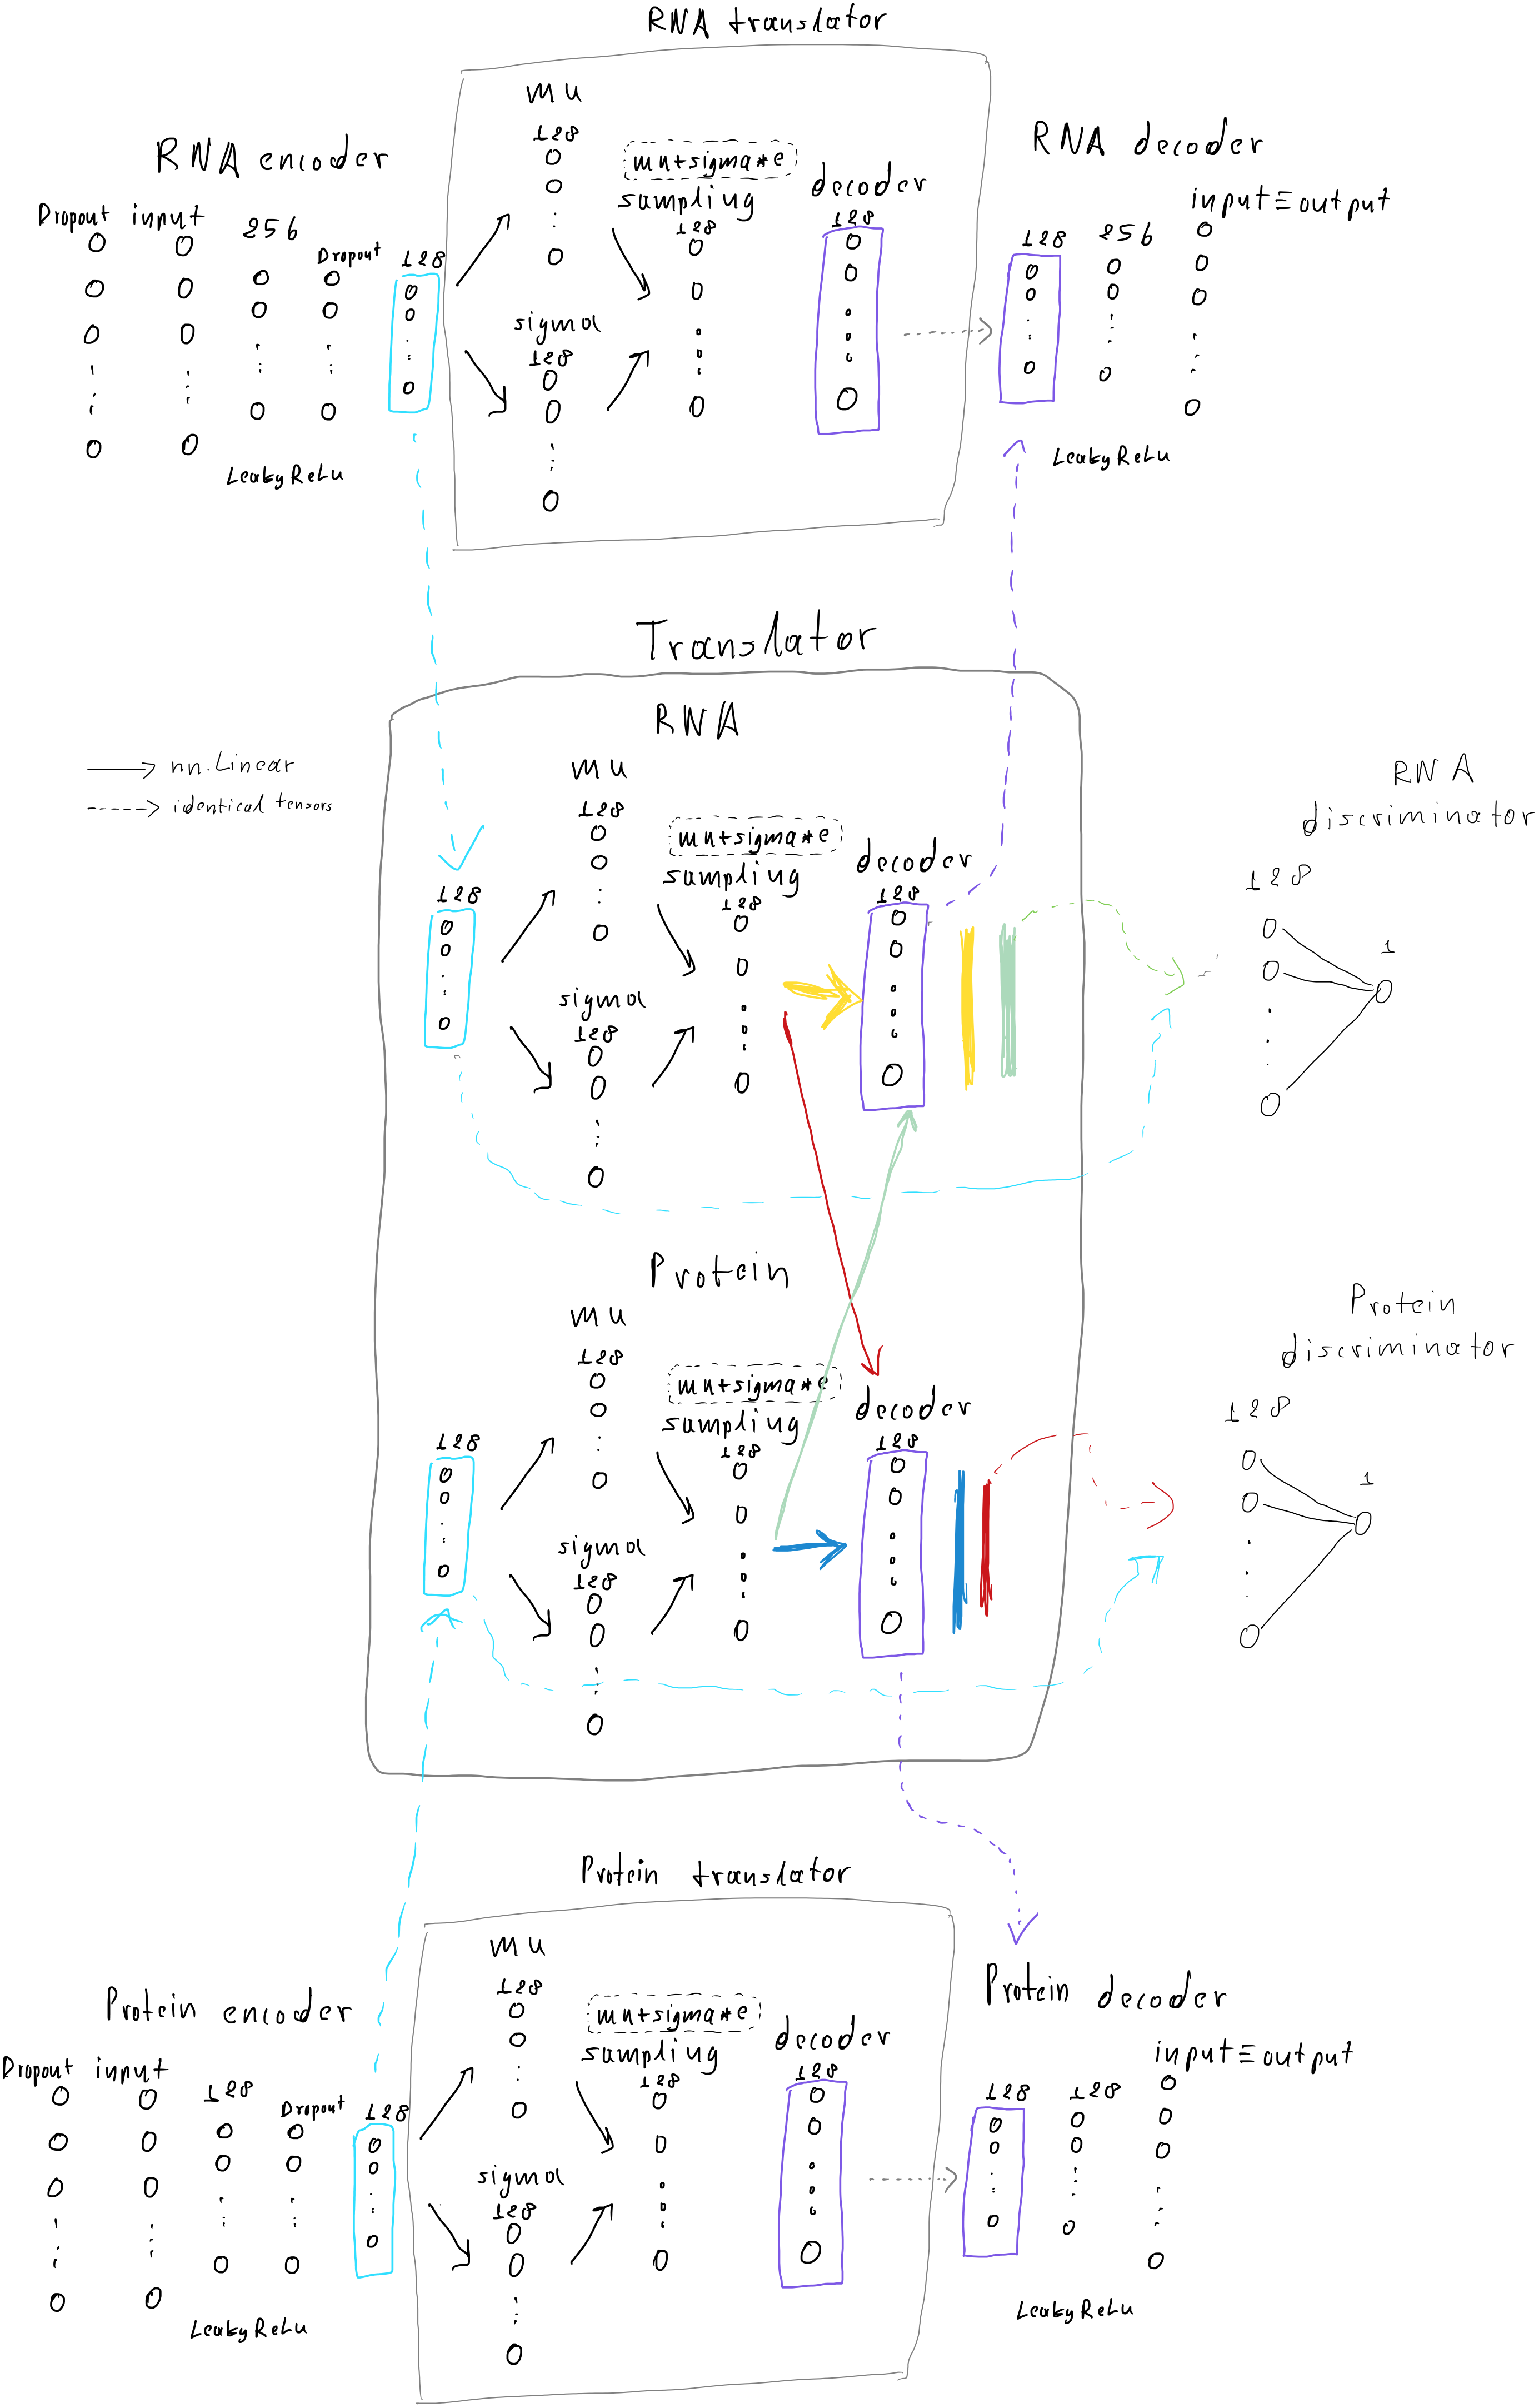 RNA translator
mu
128
RNA encoder
mu+sigma*e
RNA decoder
sampling
decoder
Dropout input 256
128
128
input≡output
Dropout 128
128 256
sigma
128
LeakyReLu
LeakyReLu
Translator
RNA
nn.Linear
identical tensors
mu
128
mu+sigma*e
sampling
decoder
128
128
128
RNA
discriminator
128
1
sigma
128
Protein
mu
128
mu+sigma*e
sampling
decoder
128
128
128
Protein
discriminator
128
1
sigma
128
Protein translator
mu
128
Protein encoder
mu+sigma*e
Protein decoder
sampling
decoder
Dropout input 128
128
128
input≡output
Dropout 128
128 128
sigma
128
LeakyReLu
LeakyReLu